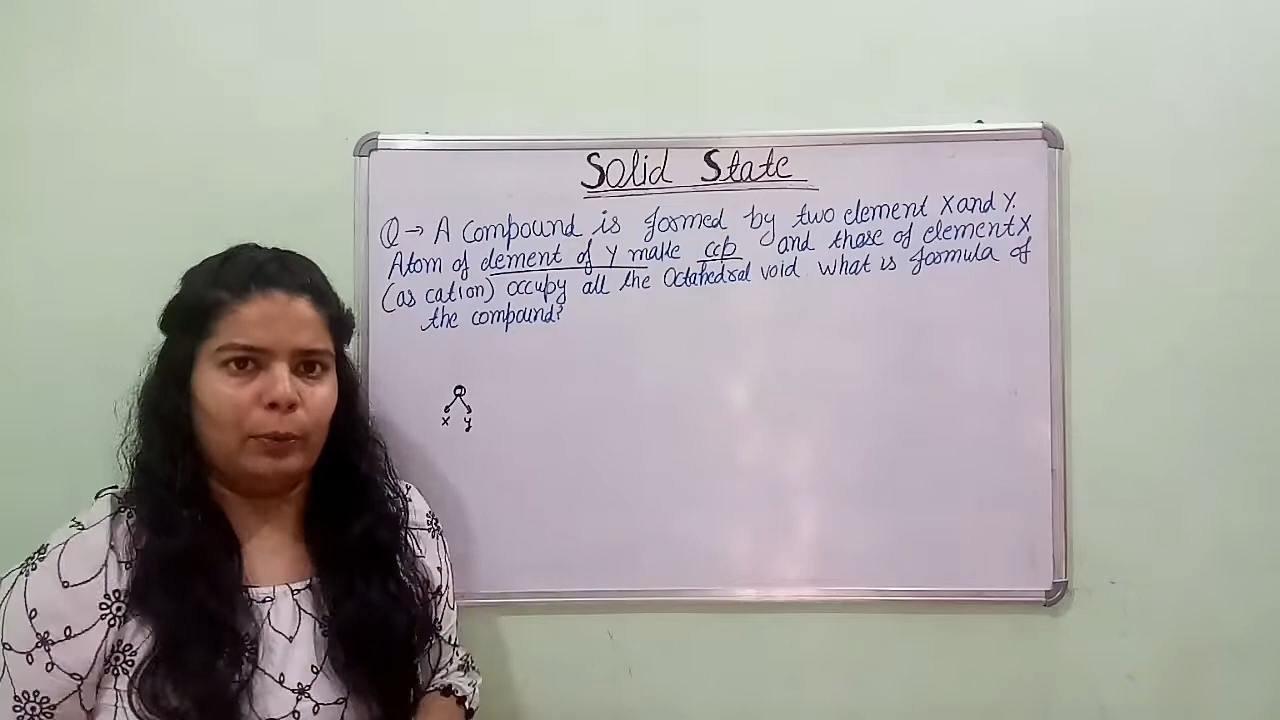 Solid State
Q→ A compound is formed by two element X and Y.
Atom of element of Y make ccp and those of element X
(as cation) occupy all the Octahedral void. What is formula of
the compound?
X Y